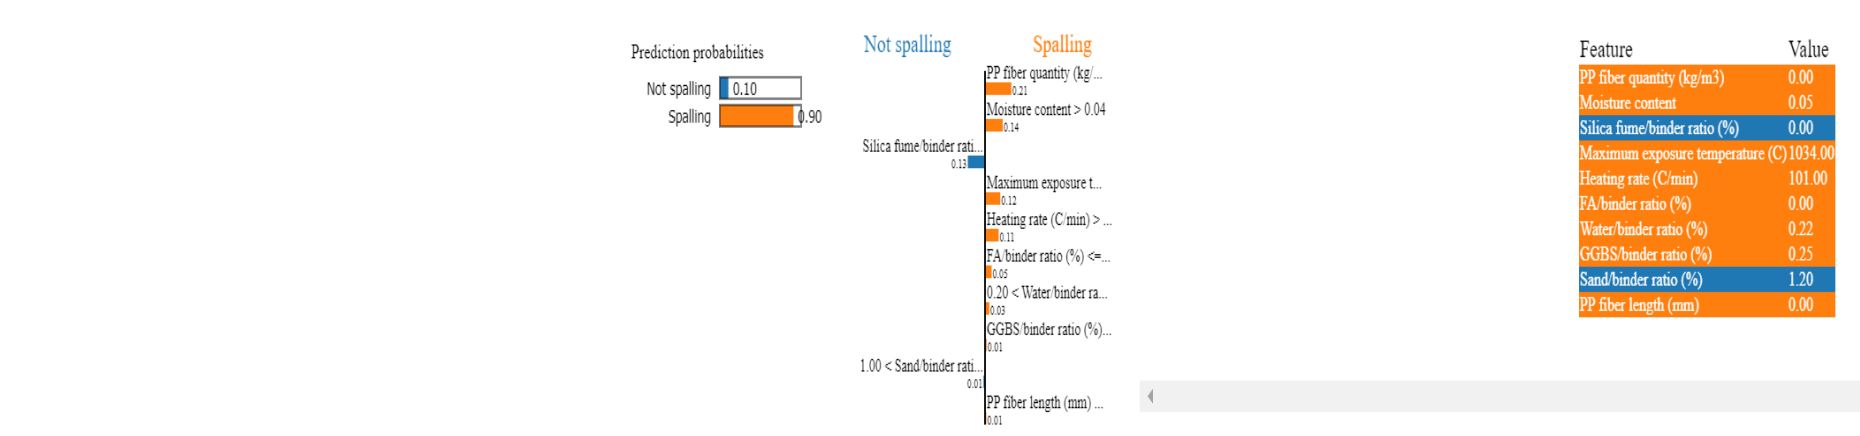 Prediction probabilities
Not spalling 0.10
Spalling 0.90
Not spalling Spalling
PP fiber quantity (kg/...
0.21
Moisture content > 0.04
0.14
Silica fume/binder rati...
0.13
Maximum exposure t...
0.12
Heating rate (C/min) > ...
0.11
FA/binder ratio (%) <=...
0.05
0.20 < Water/binder ra...
0.03
GGBS/binder ratio (%)...
0.01
1.00 < Sand/binder rati...
0.01
PP fiber length (mm) ...
0.01
Feature Value
PP fiber quantity (kg/m3) 0.00
Moisture content 0.05
Silica fume/binder ratio (%) 0.00
Maximum exposure temperature (C) 1034.00
Heating rate (C/min) 101.00
FA/binder ratio (%) 0.00
Water/binder ratio (%) 0.22
GGBS/binder ratio (%) 0.25
Sand/binder ratio (%) 1.20
PP fiber length (mm) 0.00